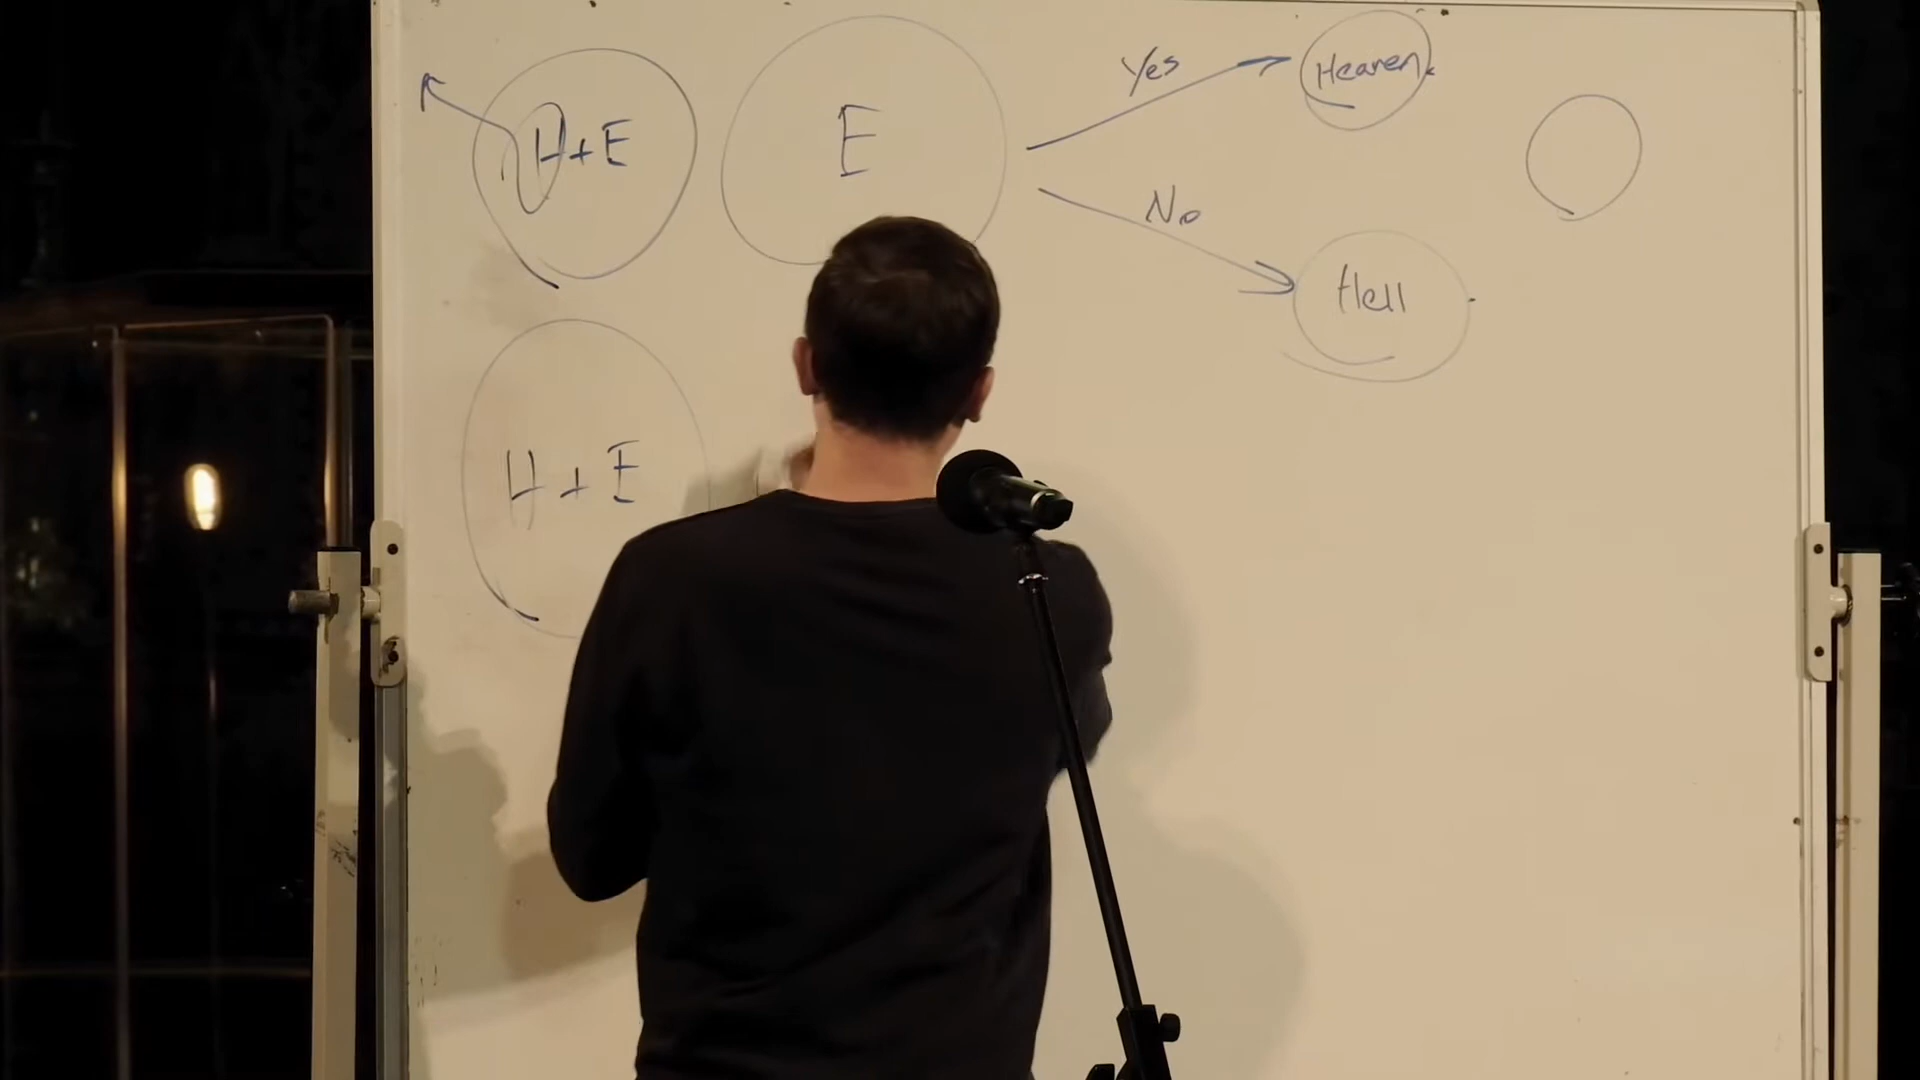 H+E
E
Yes
Heaven
No
Hell
H+E